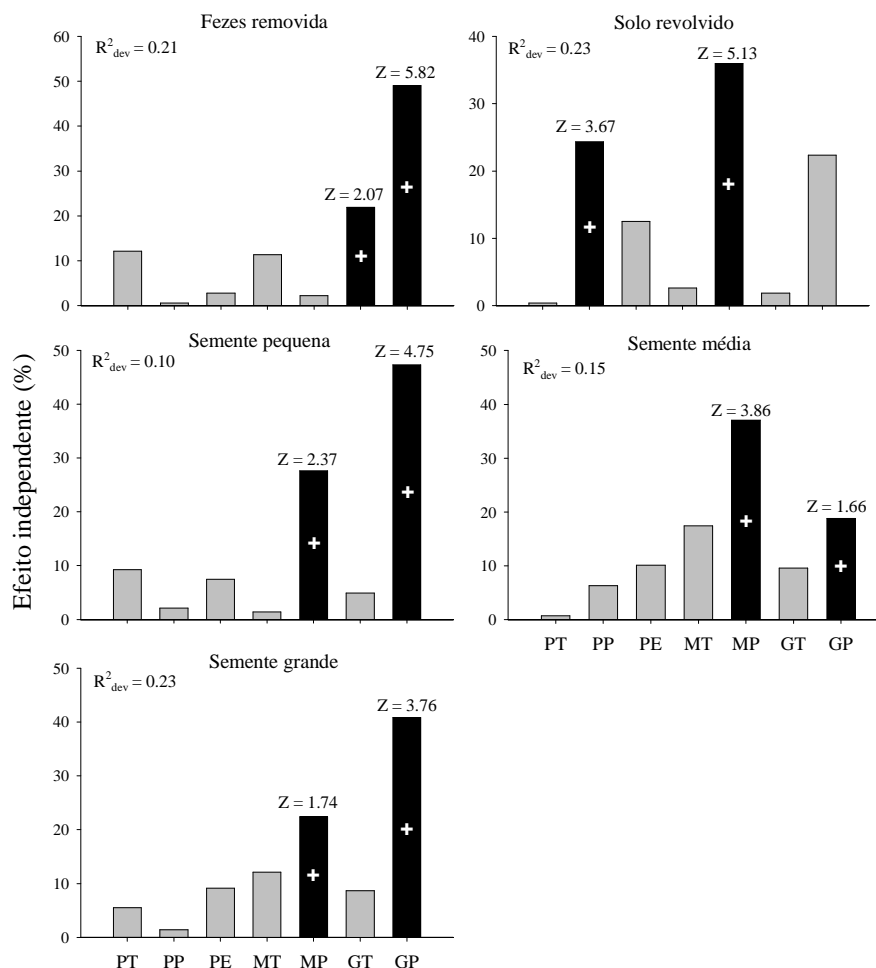 Efeito independente (%)
Fezes removida
R²dev = 0.21
60
50
40
30
20
10
0
Z = 2.07
Z = 5.82
+
+
Solo revolvido
R²dev = 0.23
40
30
20
10
0
Z = 3.67
Z = 5.13
+
+
Semente pequena
R²dev = 0.10
50
40
30
20
10
0
Z = 2.37
Z = 4.75
+
+
Semente média
R²dev = 0.15
50
40
30
20
10
0
Z = 3.86
Z = 1.66
+
+
PT PP PE MT MP GT GP
Semente grande
R²dev = 0.23
50
40
30
20
10
0
Z = 1.74
Z = 3.76
+
+
PT PP PE MT MP GT GP